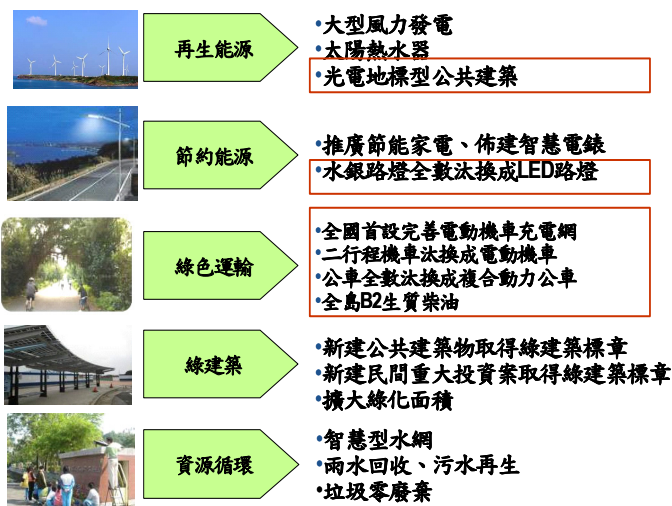 再生能源
•大型風力發電
•太陽熱水器
•光電地標型公共建築
節約能源
•推廣節能家電、佈建智慧電錶
•水銀路燈全數汰換成LED路燈
綠色運輸
•全國首設完善電動機車充電網
•二行程機車汰換成電動機車
•公車全數汰換成複合動力公車
•全島B2生質柴油
綠建築
•新建公共建築物取得綠建築標章
•新建民間重大投資案取得綠建築標章
•擴大綠化面積
資源循環
•智慧型水網
•雨水回收、污水再生
•垃圾零廢棄